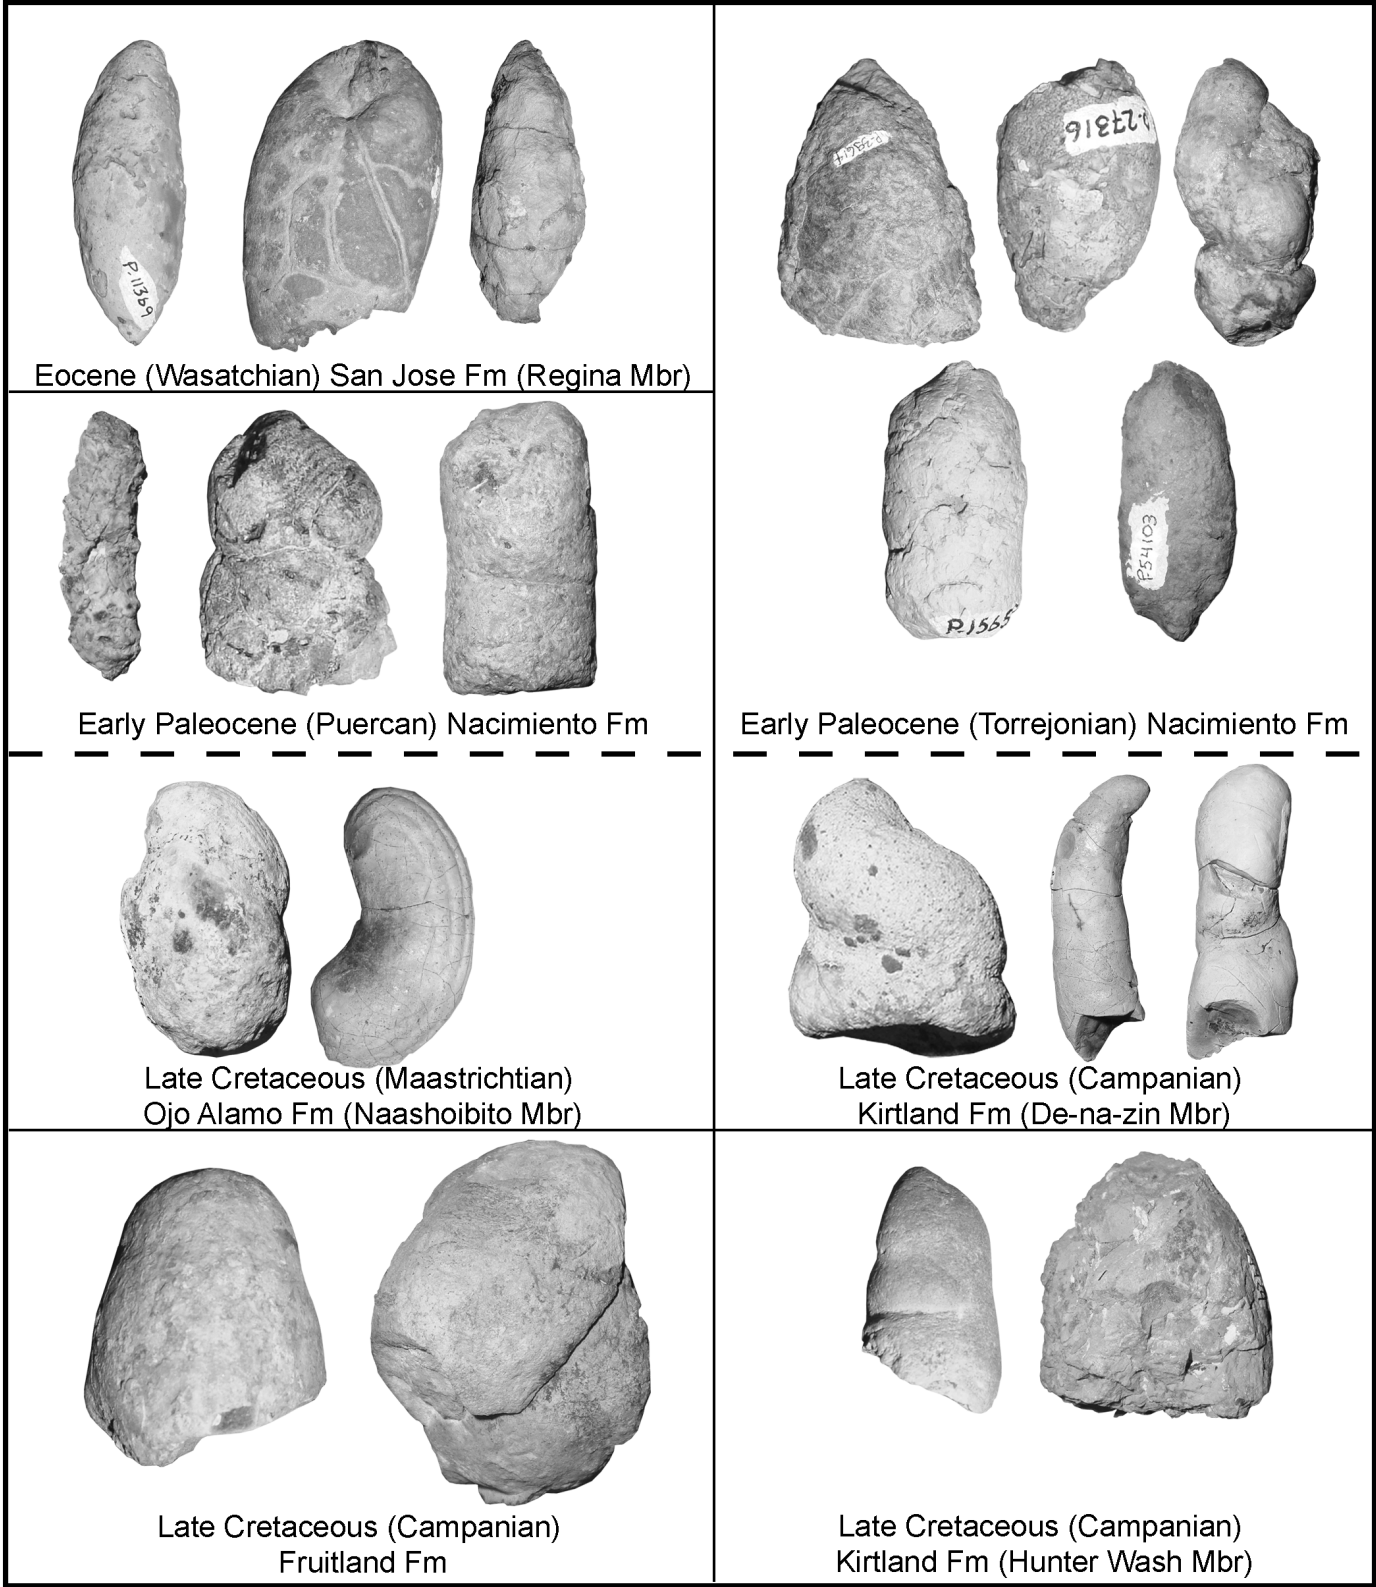 P.11369
Eocene (Wasatchian) San Jose Fm (Regina Mbr)
P-27316
Early Paleocene (Puercan) Nacimiento Fm
P.1565
P54103
Early Paleocene (Torrejonian) Nacimiento Fm
Late Cretaceous (Maastrichtian)
Ojo Alamo Fm (Naashoibito Mbr)
Late Cretaceous (Campanian)
Kirtland Fm (De-na-zin Mbr)
Late Cretaceous (Campanian)
Fruitland Fm
Late Cretaceous (Campanian)
Kirtland Fm (Hunter Wash Mbr)